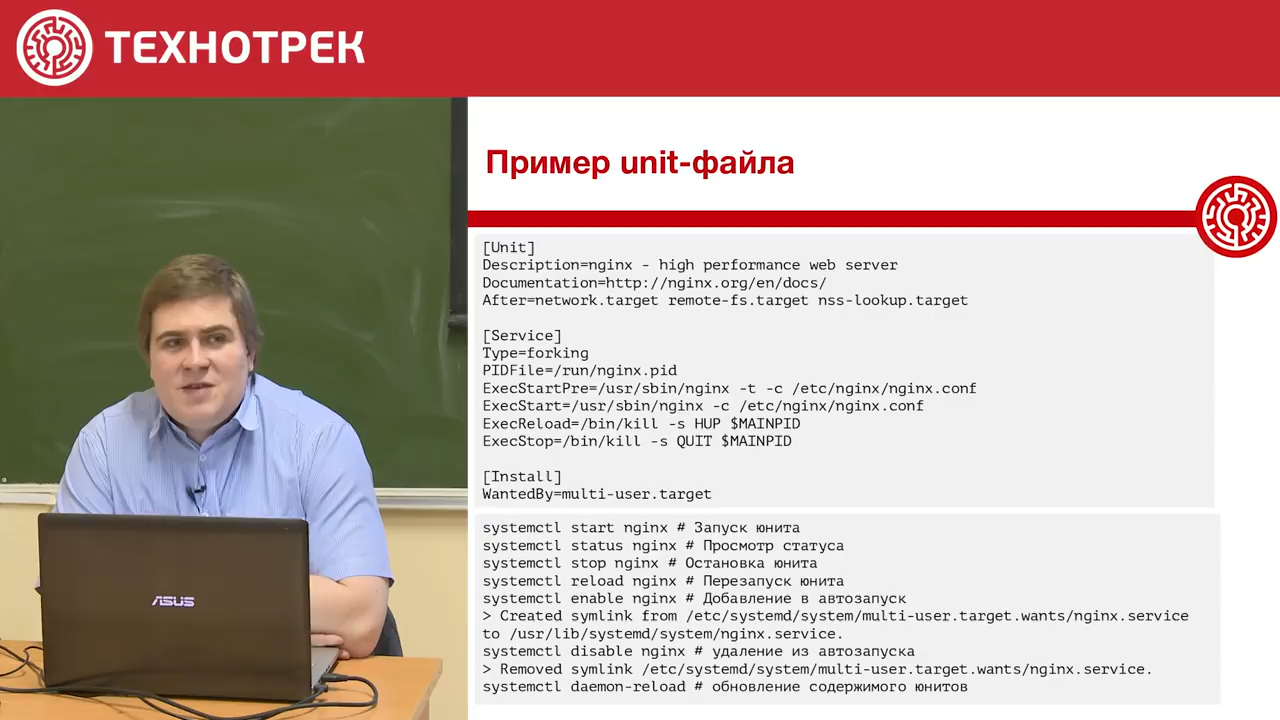 ТЕХНОТРЕК
Пример unit-файла
[Unit]
Description=nginx - high performance web server
Documentation=http://nginx.org/en/docs/
After=network.target remote-fs.target nss-lookup.target
[Service]
Type=forking
PIDFile=/run/nginx.pid
ExecStartPre=/usr/sbin/nginx -t -c /etc/nginx/nginx.conf
ExecStart=/usr/sbin/nginx -c /etc/nginx/nginx.conf
ExecReload=/bin/kill -s HUP $MAINPID
ExecStop=/bin/kill -s QUIT $MAINPID
[Install]
WantedBy=multi-user.target
systemctl start nginx # Запуск юнита
systemctl status nginx # Просмотр статуса
systemctl stop nginx # Остановка юнита
systemctl reload nginx # Перезапуск юнита
systemctl enable nginx # Добавление в автозапуск
> Created symlink from /etc/systemd/system/multi-user.target.wants/nginx.service
to /usr/lib/systemd/system/nginx.service.
systemctl disable nginx # удаление из автозапуска
> Removed symlink /etc/systemd/system/multi-user.target.wants/nginx.service.
systemctl daemon-reload # обновление содержимого юнитов
ASUS